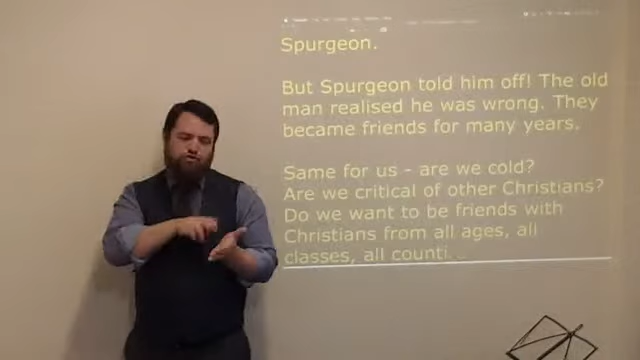 Spurgeon.
But Spurgeon told him off! The old
man realised he was wrong. They
became friends for many years.
Same for us - are we cold?
Are we critical of other Christians?
Do we want to be friends with
Christians from all ages, all
classes, all counti